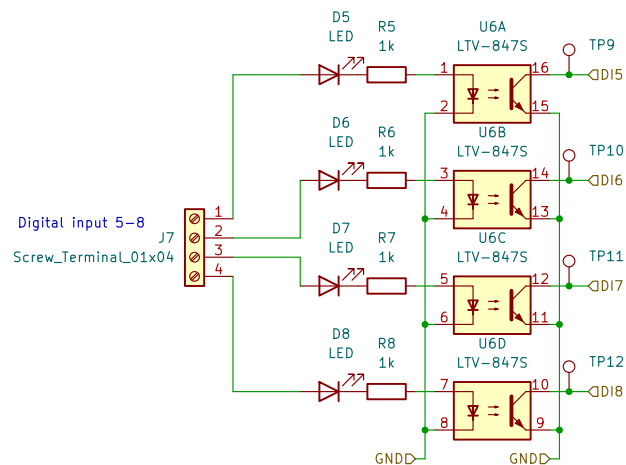 D5
LED
R5
1k
U6A
LTV-847S
1
2
16
15
TP9
DI5
D6
LED
R6
1k
U6B
LTV-847S
3
4
14
13
TP10
DI6
Digital input 5-8
J7
Screw_Terminal_01x04
1
2
3
4
D7
LED
R7
1k
U6C
LTV-847S
5
6
12
11
TP11
DI7
D8
LED
R8
1k
U6D
LTV-847S
7
8
10
9
TP12
DI8
GND
GND